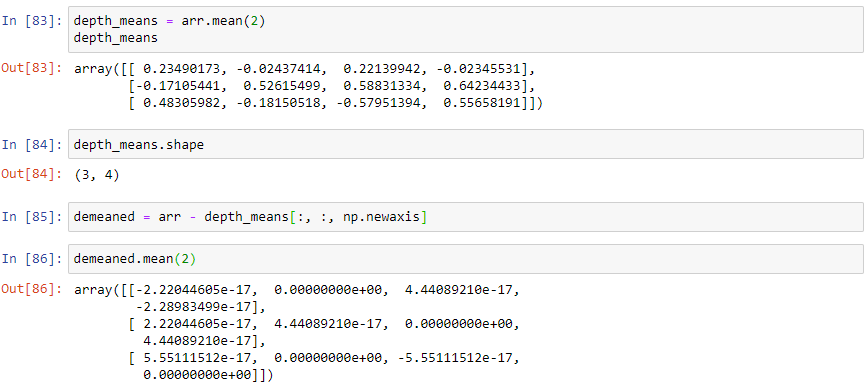 In [83]: depth_means = arr.mean(2)
depth_means
Out[83]: array([[ 0.23490173, -0.02437414,  0.22139942, -0.02345531],
[-0.17105441,  0.52615499,  0.58831334,  0.64234433],
[ 0.48305982, -0.18150518, -0.57951394,  0.55658191]])
In [84]: depth_means.shape
Out[84]: (3, 4)
In [85]: demeaned = arr - depth_means[:, :, np.newaxis]
In [86]: demeaned.mean(2)
Out[86]: array([[-2.22044605e-17,  0.00000000e+00,  4.44089210e-17,
-2.28983499e-17],
[ 2.22044605e-17,  4.44089210e-17,  0.00000000e+00,
4.44089210e-17],
[ 5.55111512e-17,  0.00000000e+00, -5.55111512e-17,
0.00000000e+00]])